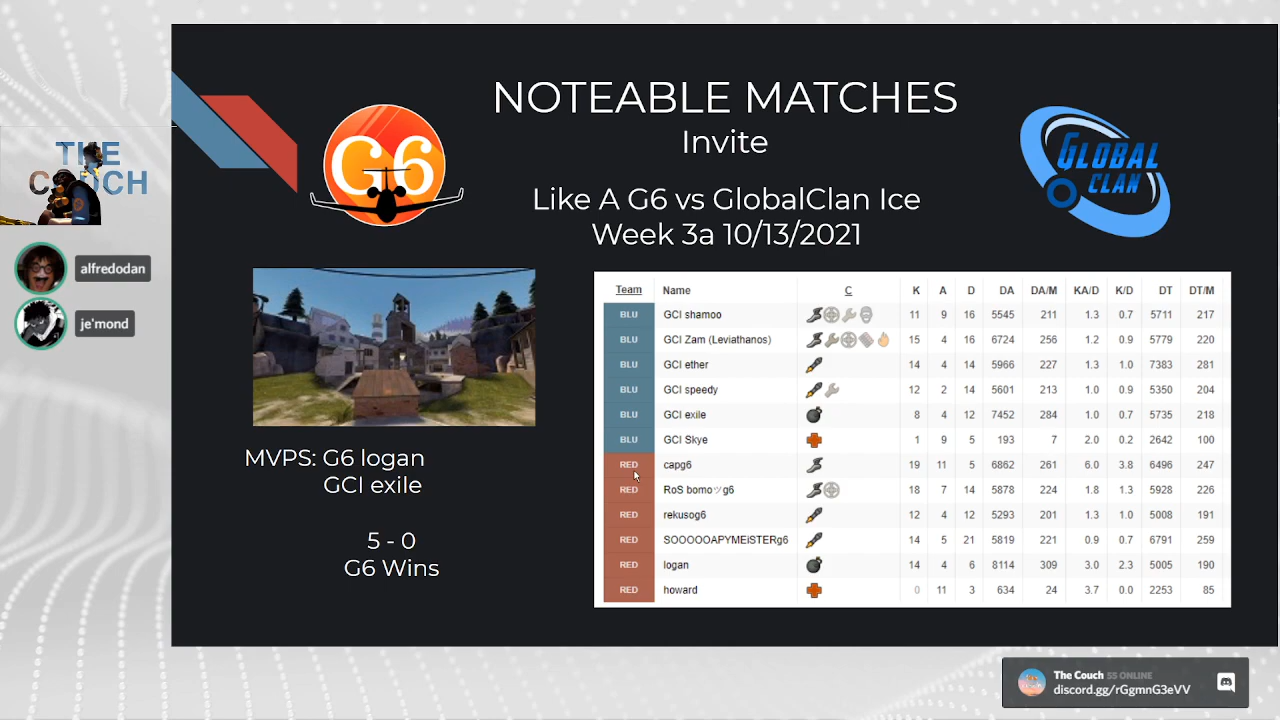 NOTEABLE MATCHES
Invite
Like A G6 vs GlobalClan Ice
Week 3a 10/13/2021
G6
GLOBAL
CLAN
THE
COUCH
alfredodan
je'mond
MVPS: G6 logan
GCI exile
5 - 0
G6 Wins
Team Name C K A D DA DA/M KA/D K/D DT DT/M
BLU GCI shamoo 11 9 16 5545 211 1.3 0.7 5711 217
BLU GCI Zam (Leviathanos) 15 4 16 6724 256 1.2 0.9 5779 220
BLU GCI ether 14 4 14 5966 227 1.3 1.0 7383 281
BLU GCI speedy 12 2 14 5601 213 1.0 0.9 5350 204
BLU GCI exile 8 4 12 7452 284 1.0 0.7 5735 218
BLU GCI Skye 1 9 5 193 7 2.0 0.2 2642 100
RED capg6 19 11 5 6862 261 6.0 3.8 6496 247
RED RoS bomoツg6 18 7 14 5878 224 1.8 1.3 5928 226
RED rekusog6 12 4 12 5293 201 1.3 1.0 5008 191
RED SOOOOOAPYMEiSTERg6 14 5 21 5819 221 0.9 0.7 6791 259
RED logan 14 4 6 8114 309 3.0 2.3 5005 190
RED howard 0 11 3 634 24 3.7 0.0 2253 85
The Couch 55 ONLINE
discord.gg/rGgmnG3eVV